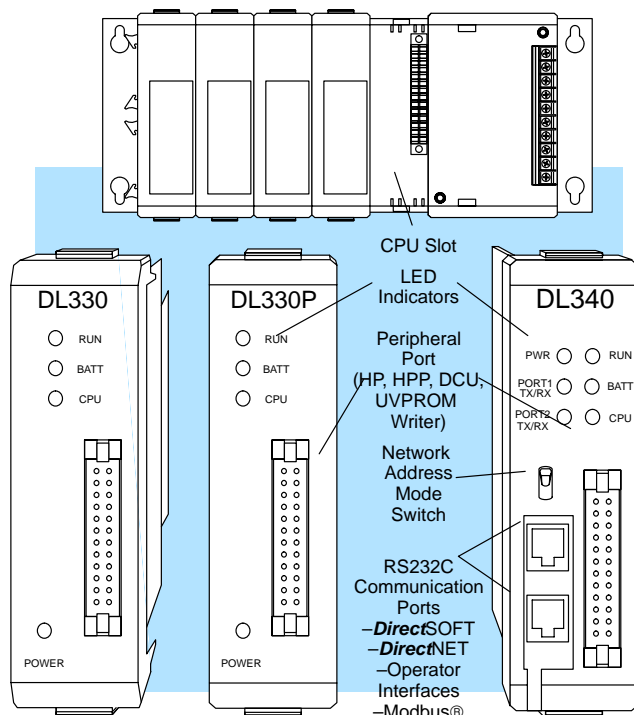 CPU Slot
DL330
DL330P
LED
Indicators
DL340
RUN
BATT
CPU
RUN
BATT
CPU
Peripheral
Port
(HP, HPP, DCU,
UVPROM
Writer)
PWR
RUN
PORT1
TX/RX
BATT
PORT2
TX/RX
CPU
Network
Address
Mode
Switch
RS232C
Communication
Ports
–DirectSOFT
–DirectNET
–Operator
Interfaces
–Modbus®
POWER
POWER